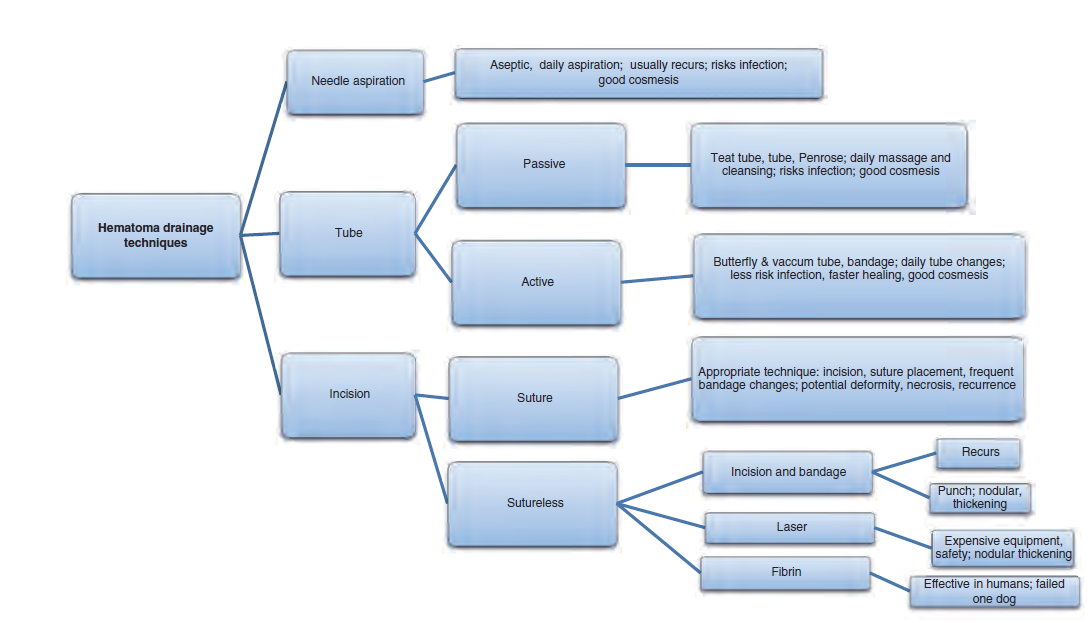 Hematoma drainage
techniques
Needle aspiration
Aseptic, daily aspiration; usually recurs; risks infection;
good cosmesis
Tube
Passive
Teat tube, tube, Penrose; daily massage and
cleansing; risks infection; good cosmesis
Active
Butterfly & vaccum tube, bandage; daily tube changes;
less risk infection, faster healing, good cosmesis
Incision
Suture
Appropriate technique: incision, suture placement, frequent
bandage changes; potential deformity, necrosis, recurrence
Sutureless
Incision and bandage
Recurs
Punch; nodular,
thickening
Laser
Expensive equipment,
safety; nodular thickening
Fibrin
Effective in humans; failed
one dog